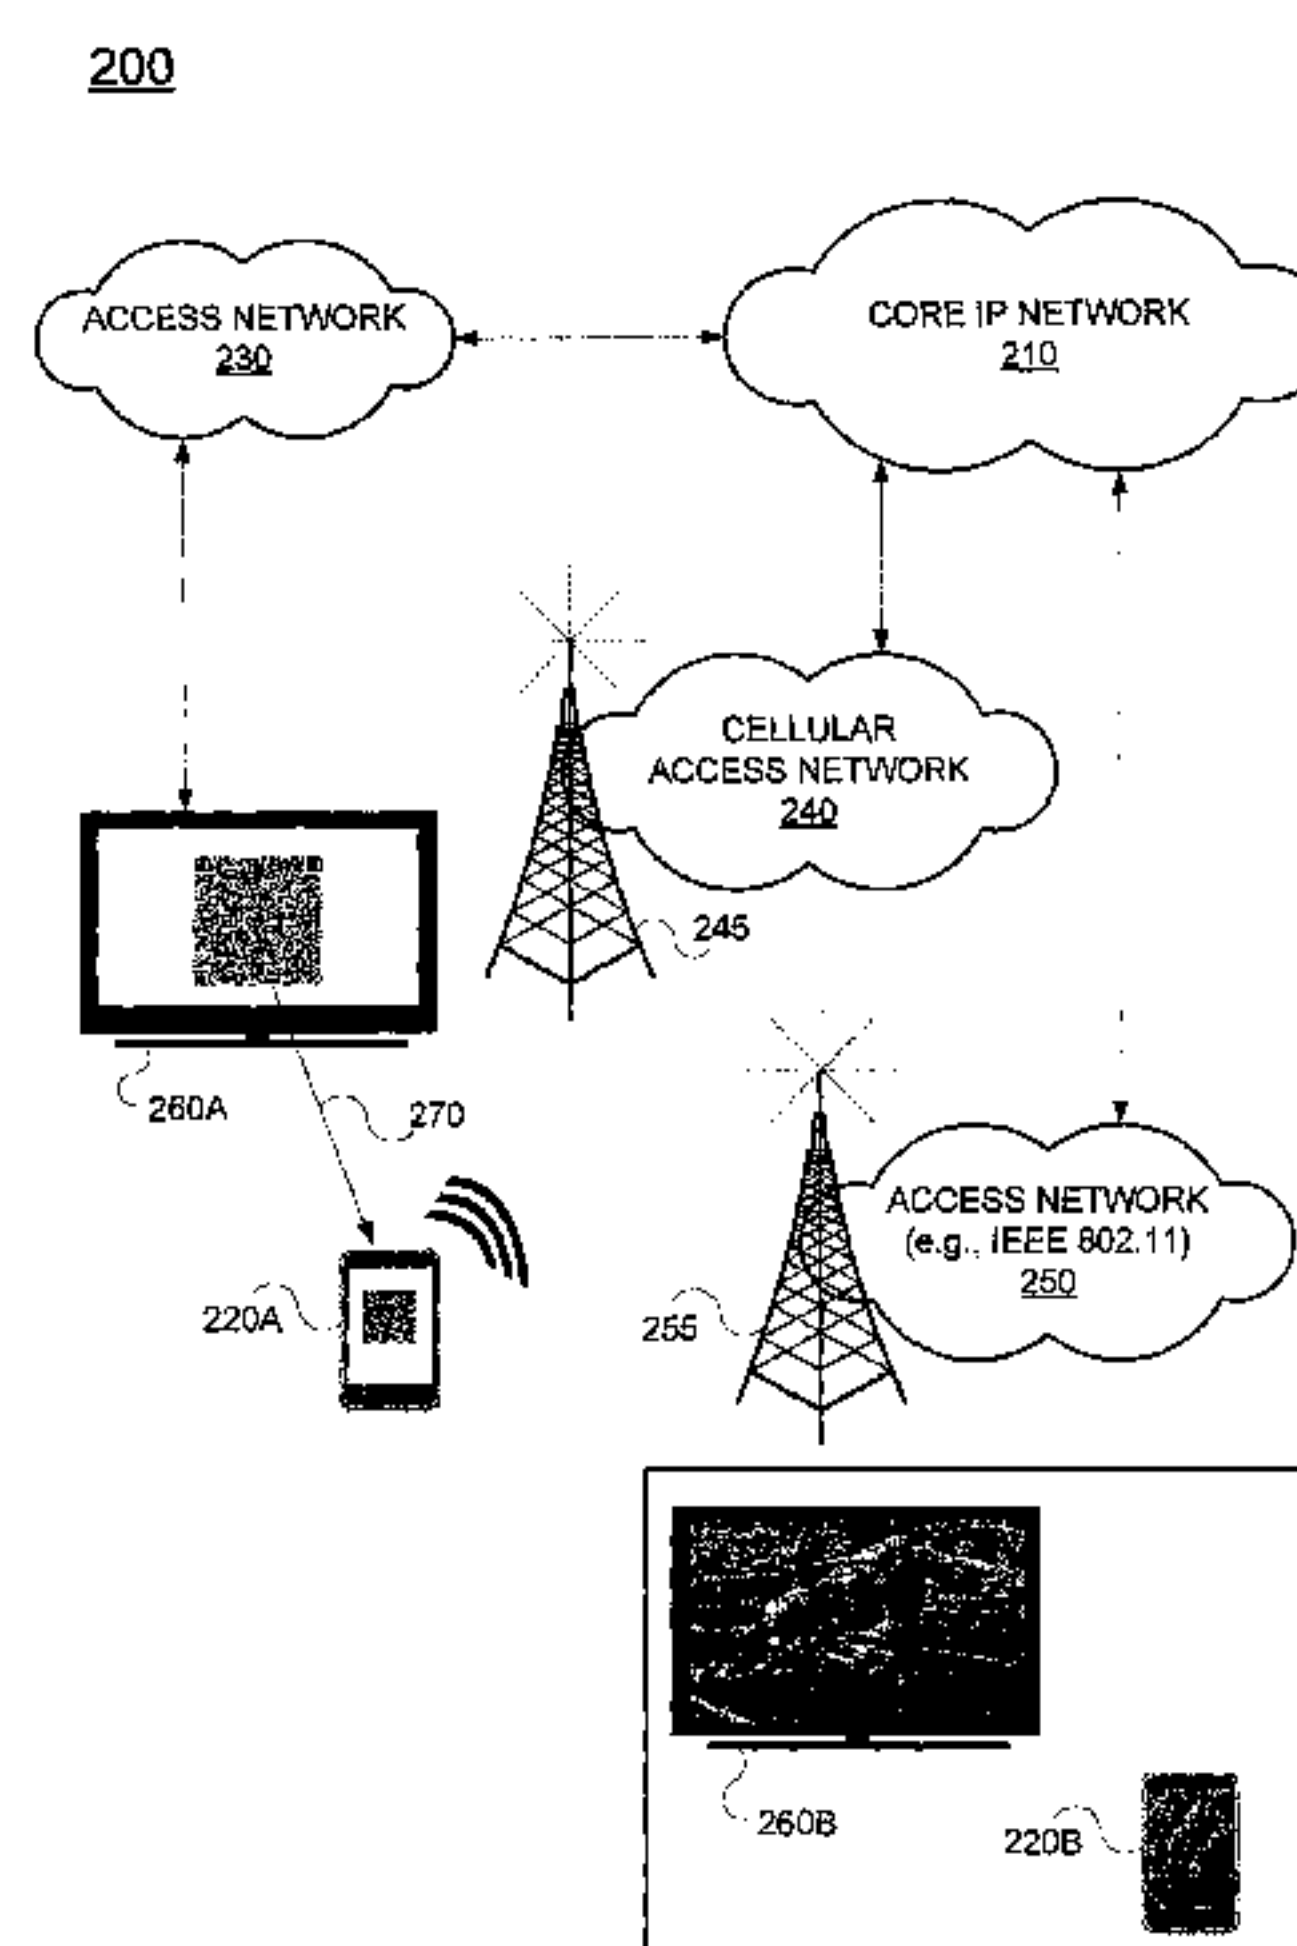 200
ACCESS NETWORK
230
CORE IP NETWORK
210
CELLULAR
ACCESS NETWORK
240
245
260A
270
ACCESS NETWORK
(e.g., IEEE 802.11)
250
220A
255
260B
220B